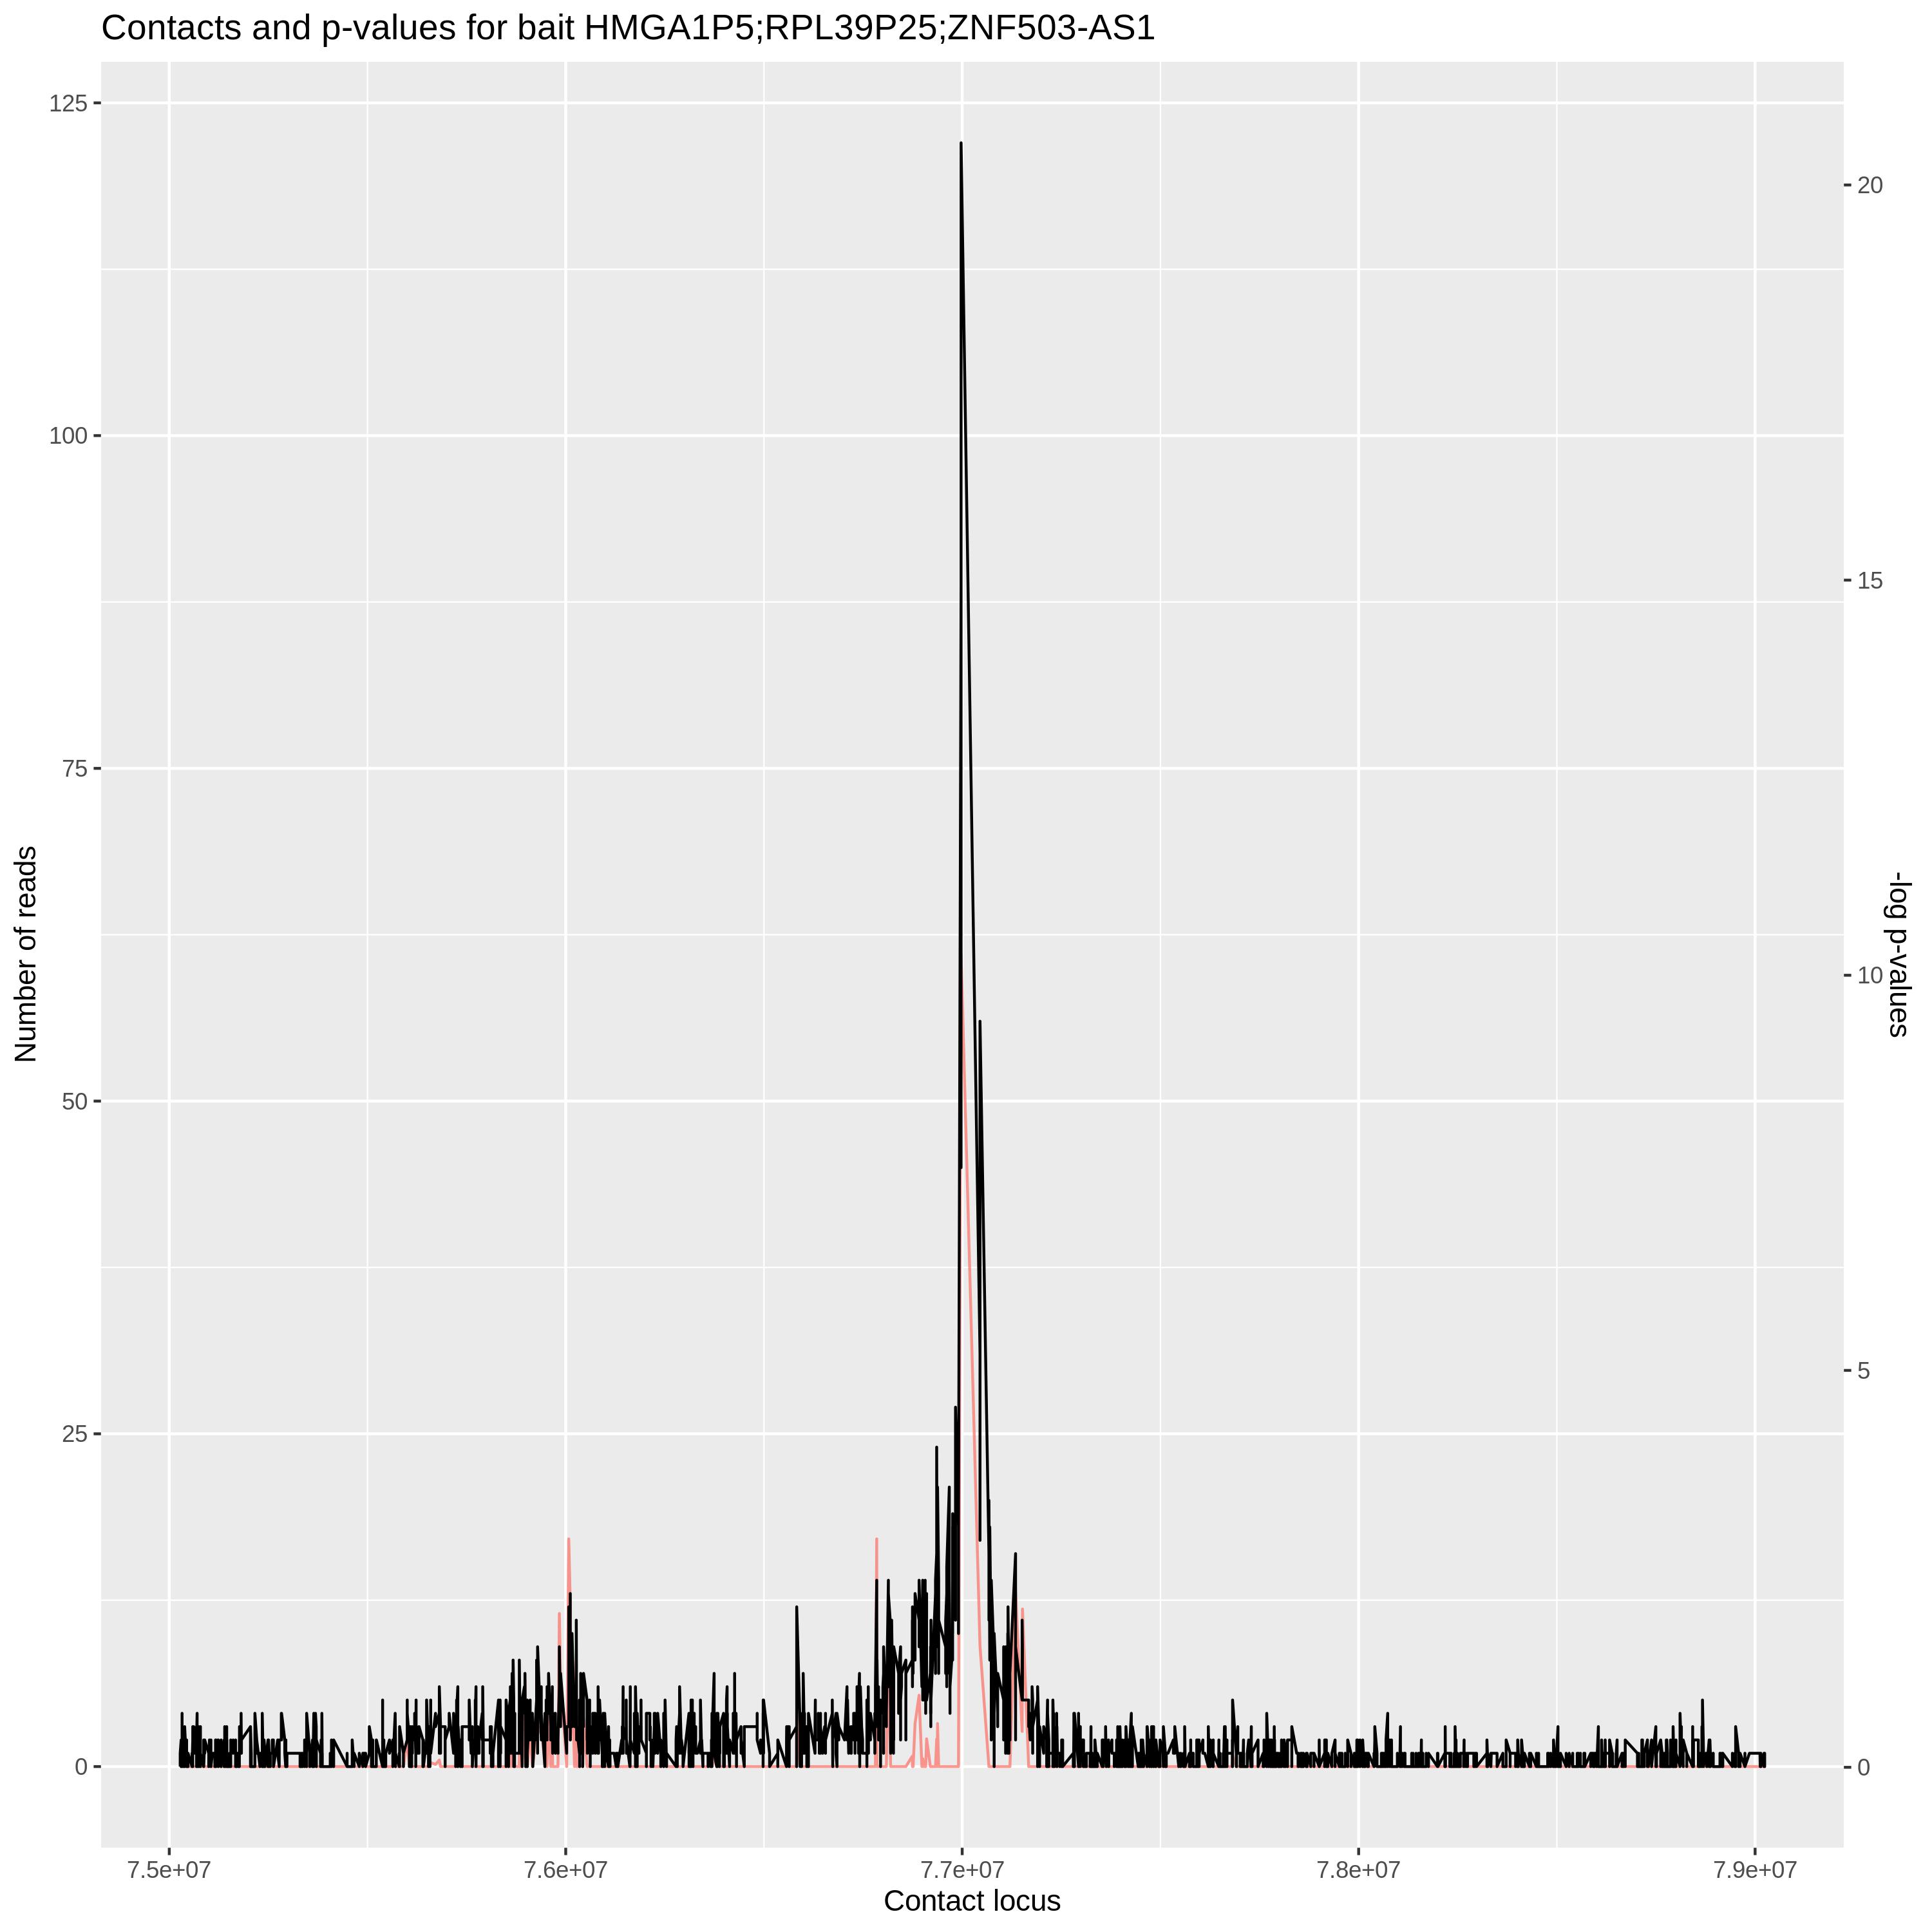 Contacts and p-values for bait HMGA1P5;RPL39P25;ZNF503-AS1
125
100
75
50
25
0
Number of reads
20
15
10
5
0
-log p-values
7.5e+07
7.6e+07
7.7e+07
7.8e+07
7.9e+07
Contact locus